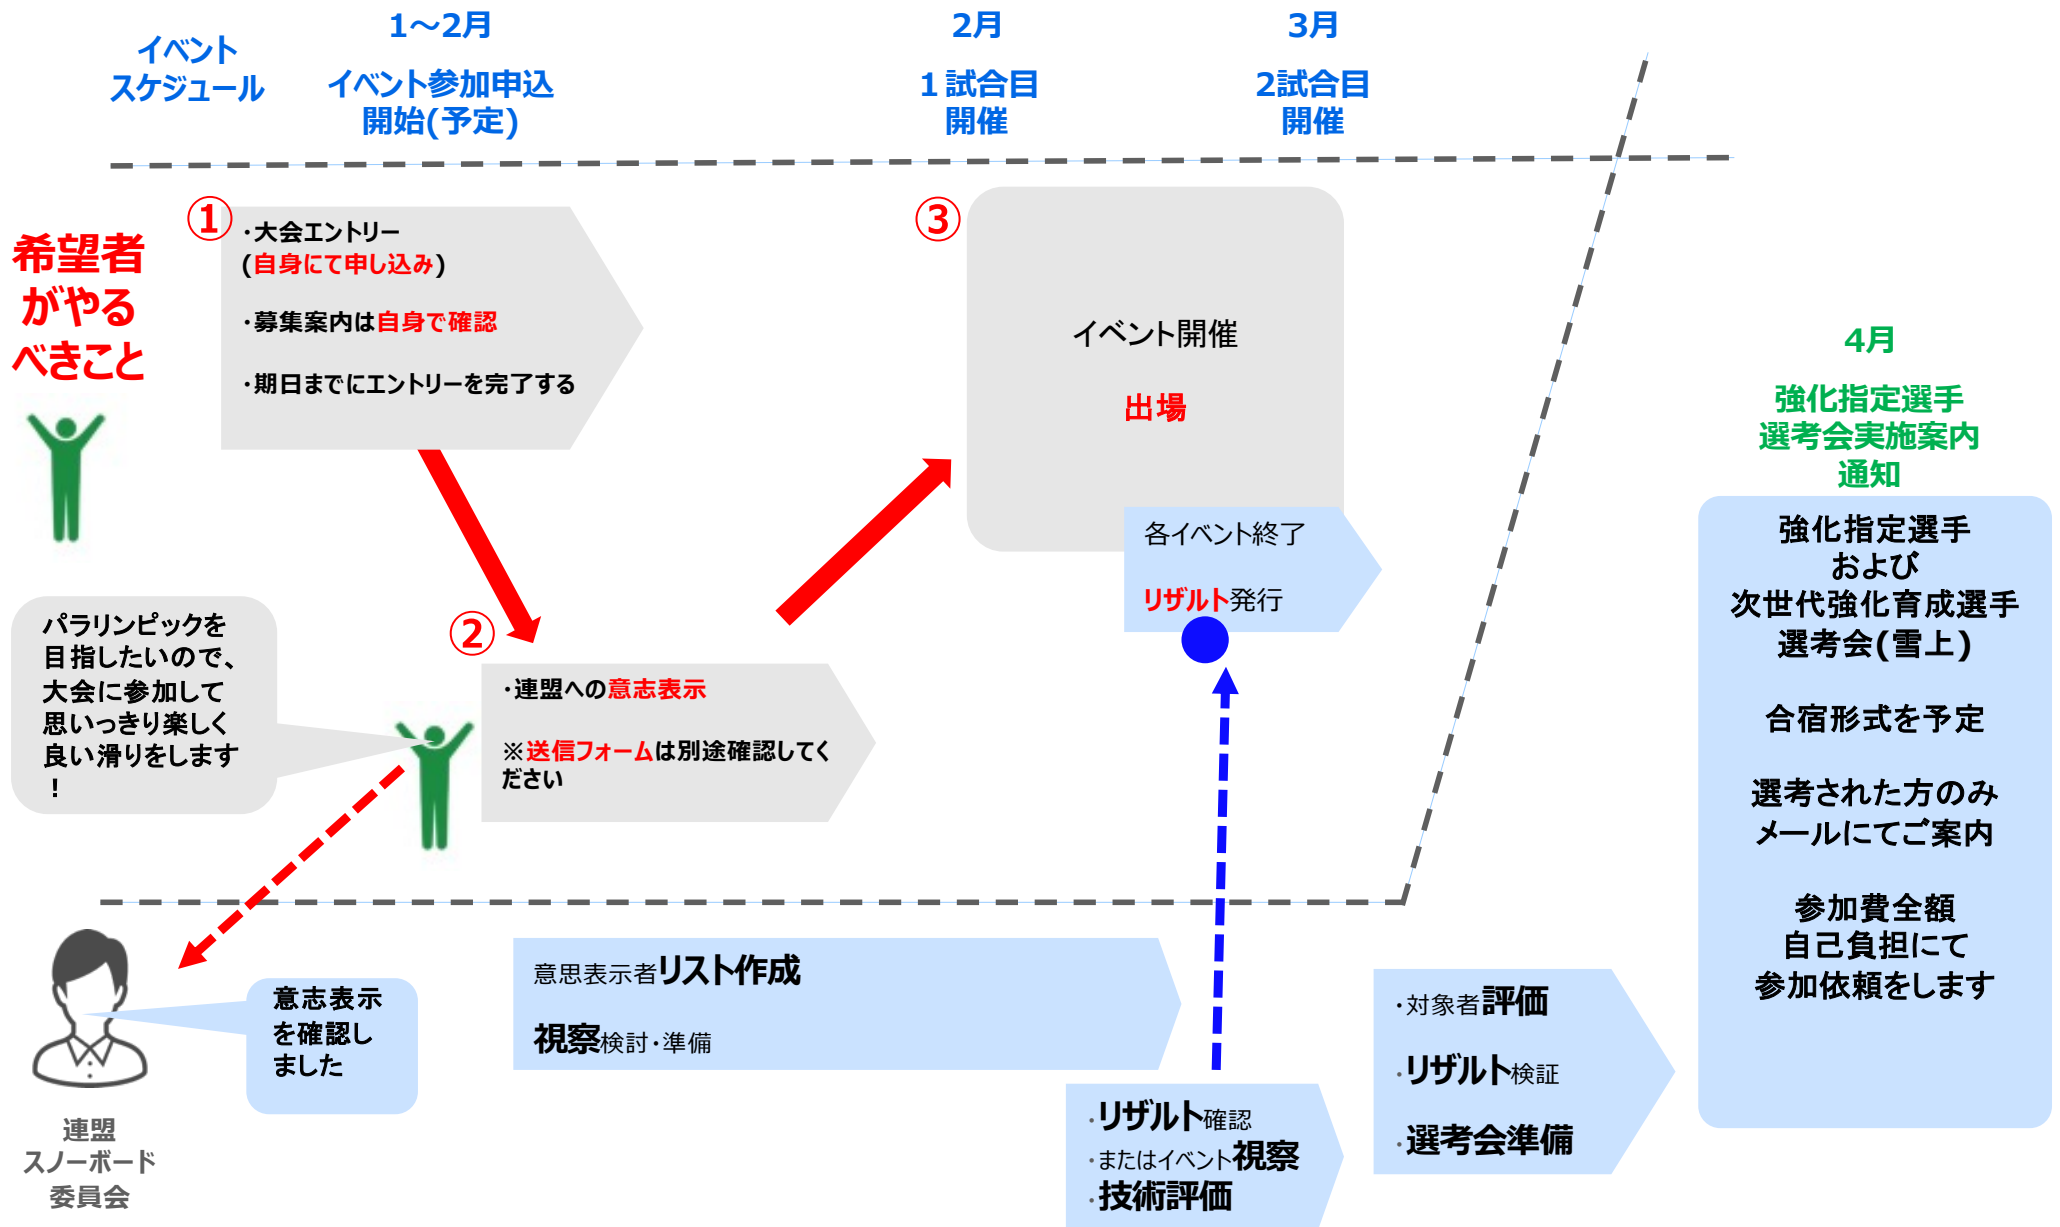 イベント
スケジュール
1～2月
イベント参加申込
開始(予定)
2月
１試合目
開催
3月
2試合目
開催
希望者
がやる
べきこと
①
・大会エントリー
(自身にて申し込み)
・募集案内は自身で確認
・期日までにエントリーを完了する
③
イベント開催
出場
各イベント終了
リザルト発行
パラリンピックを
目指したいので、
大会に参加して
思いっきり楽しく
良い滑りをします
！
②
・連盟への意志表示
※送信フォームは別途確認してく
ださい
4月
強化指定選手
選考会実施案内
通知
強化指定選手
および
次世代強化育成選手
選考会(雪上)
合宿形式を予定
選考された方のみ
メールにてご案内
参加費全額
自己負担にて
参加依頼をします
連盟
スノーボード
委員会
意志表示
を確認し
ました
意思表示者リスト作成
視察検討・準備
・リザルト確認
・またはイベント視察
・技術評価
・対象者評価
・リザルト検証
・選考会準備